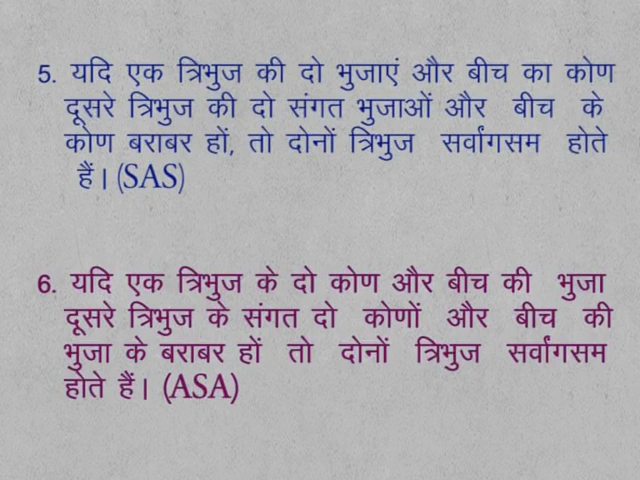 5. यदि एक त्रिभुज की दो भुजाएं और बीच का कोण
दूसरे त्रिभुज की दो संगत भुजाओं और बीच के
कोण बराबर हों, तो दोनों त्रिभुज सर्वांगसम होते
हैं। (SAS)
6. यदि एक त्रिभुज के दो कोण और बीच की भुजा
दूसरे त्रिभुज के संगत दो कोणों और बीच की
भुजा के बराबर हों तो दोनों त्रिभुज सर्वांगसम
होते हैं। (ASA)